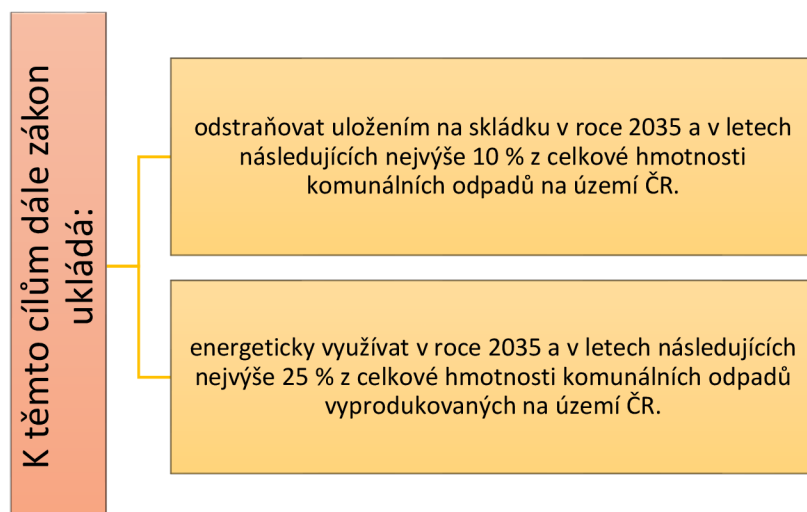 K těmto cílům dále zákon
ukládá:
odstraňovat uložením na skládku v roce 2035 a v letech
následujících nejvýše 10 % z celkové hmotnosti
komunálních odpadů na území ČR.
energeticky využívat v roce 2035 a v letech následujících
nejvýše 25 % z celkové hmotnosti komunálních odpadů
vyprodukovaných na území ČR.